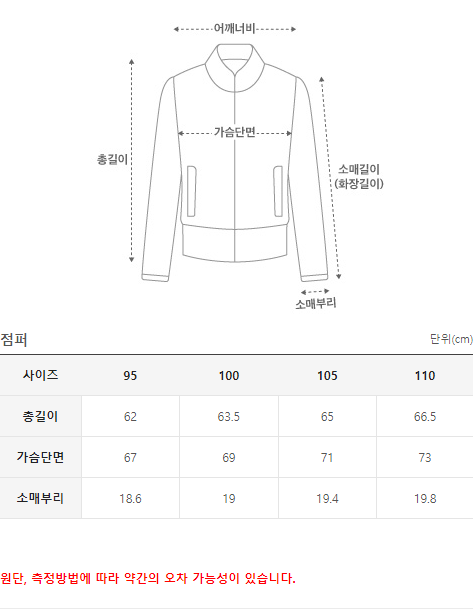 어깨너비
가슴단면
총길이
소매길이
(화장길이)
소매부리
점퍼 단위(cm)
사이즈 95 100 105 110
총길이 62 63.5 65 66.5
가슴단면 67 69 71 73
소매부리 18.6 19 19.4 19.8
원단, 측정방법에 따라 약간의 오차 가능성이 있습니다.